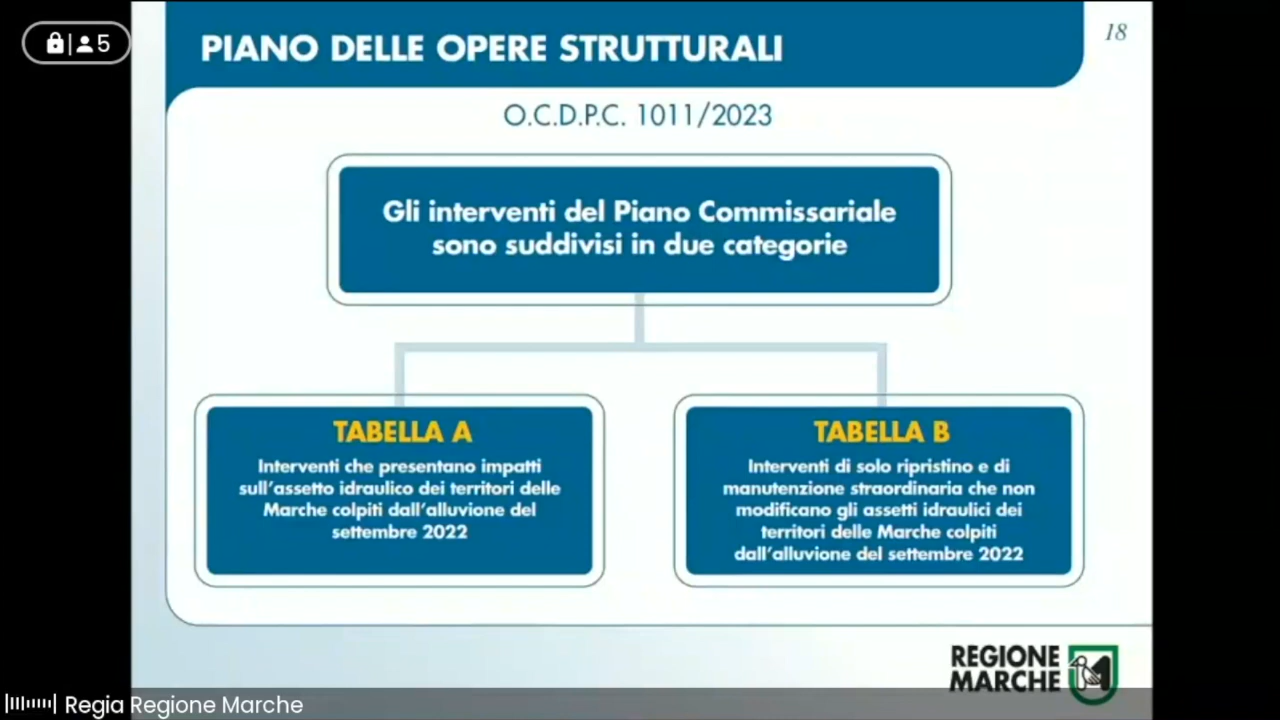 5
PIANO DELLE OPERE STRUTTURALI
18
O.C.D.P.C. 1011/2023
Gli interventi del Piano Commissariale
sono suddivisi in due categorie
TABELLA A
Interventi che presentano impatti
sull'assetto idraulico dei territori delle
Marche colpiti dall'alluvione del
settembre 2022
TABELLA B
Interventi di solo ripristino e di
manutenzione straordinaria che non
modificano gli assetti idraulici dei
territori delle Marche colpiti
dall'alluvione del settembre 2022
REGIONE
MARCHE
Regia Regione Marche